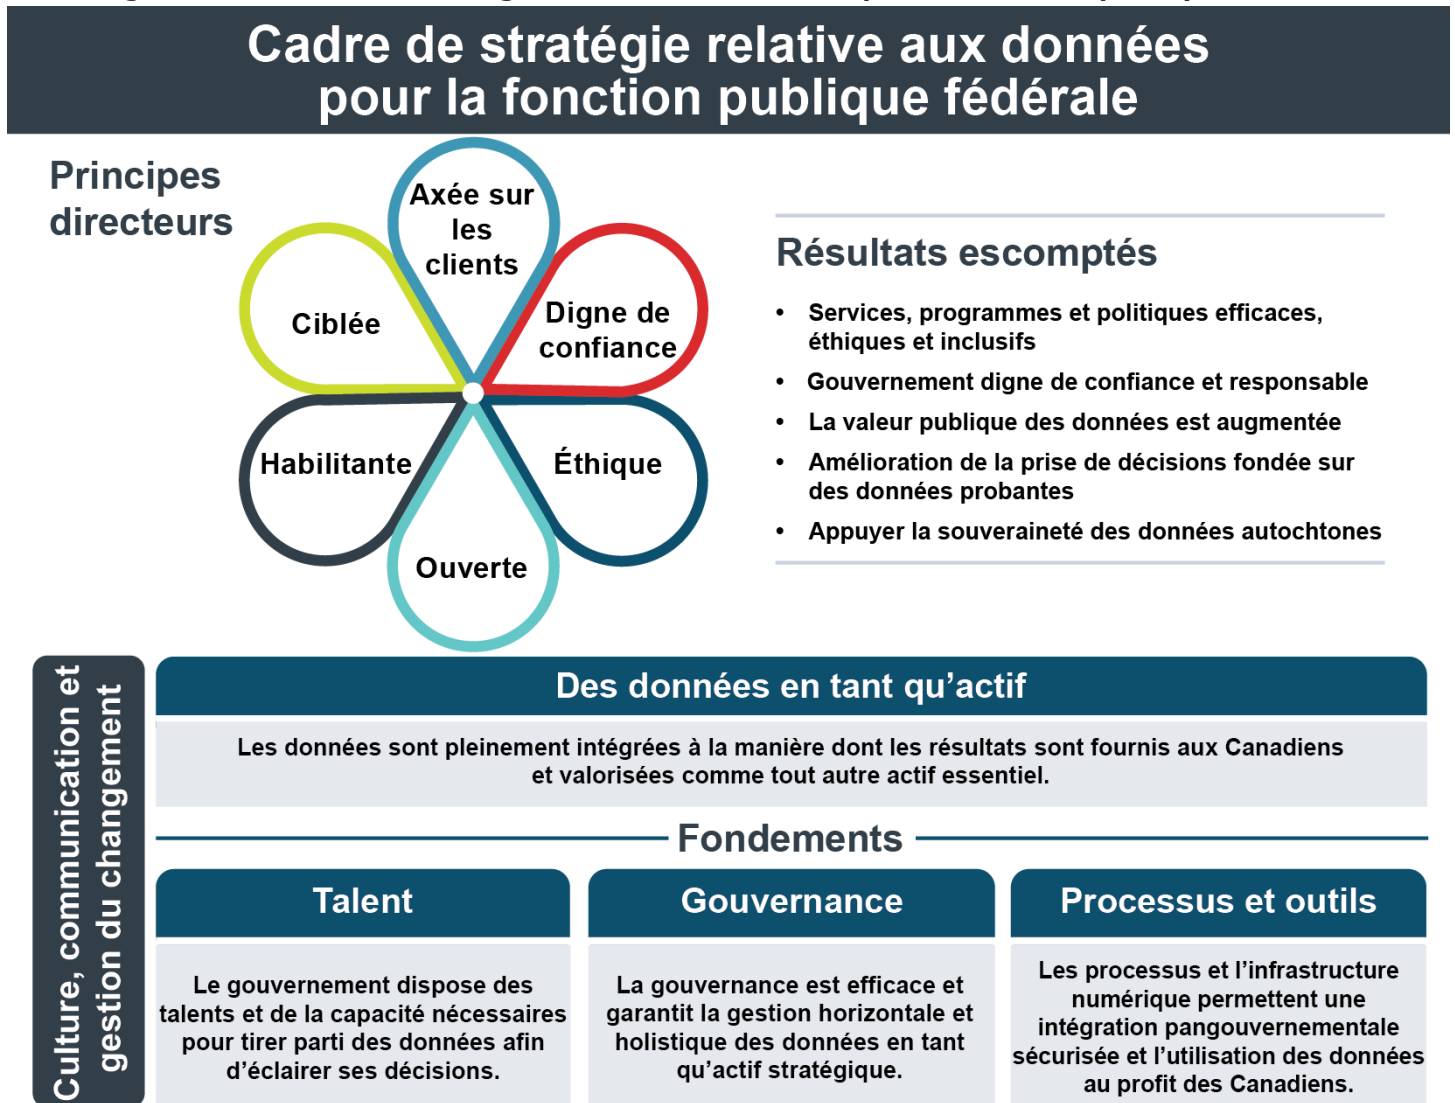 Cadre de stratégie relative aux données
pour la fonction publique fédérale
Principes
directeurs
Axée sur
les
clients
Digne de
confiance
Éthique
Ouverte
Habilitante
Ciblée
Résultats escomptés
• Services, programmes et politiques efficaces,
éthiques et inclusifs
• Gouvernement digne de confiance et responsable
• La valeur publique des données est augmentée
• Amélioration de la prise de décisions fondée sur
des données probantes
• Appuyer la souveraineté des données autochtones
Culture, communication et
gestion du changement
Des données en tant qu’actif
Les données sont pleinement intégrées à la manière dont les résultats sont fournis aux Canadiens
et valorisées comme tout autre actif essentiel.
Fondements
Talent
Le gouvernement dispose des
talents et de la capacité nécessaires
pour tirer parti des données afin
d’éclairer ses décisions.
Gouvernance
La gouvernance est efficace et
garantit la gestion horizontale et
holistique des données en tant
qu’actif stratégique.
Processus et outils
Les processus et l’infrastructure
numérique permettent une
intégration pangouvernementale
sécurisée et l’utilisation des données
au profit des Canadiens.